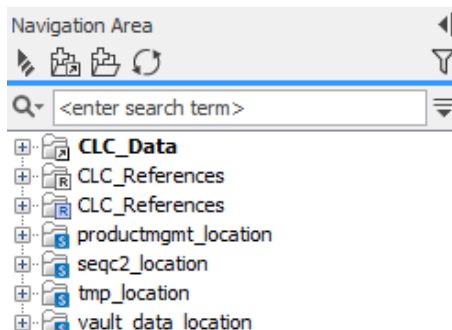 Navigation Area
<enter search term>
CLC_Data
R CLC_References
R CLC_References
S productmgmt_location
S seqc2_location
S tmp_location
S vault_data_location